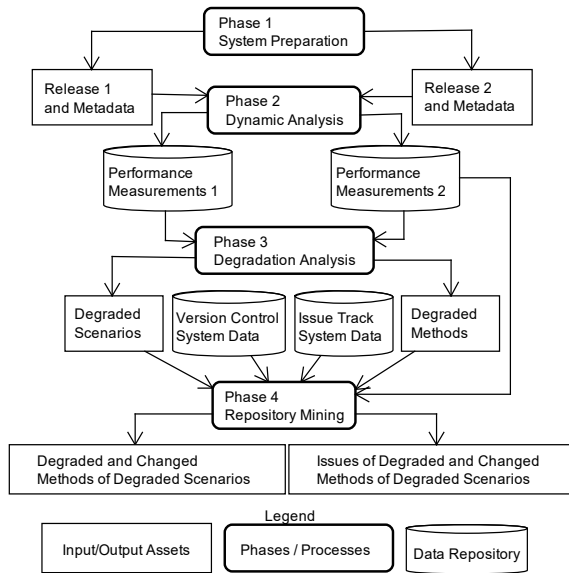 Phase 1
System Preparation
Release 1
and Metadata
Release 2
and Metadata
Phase 2
Dynamic Analysis
Performance
Measurements 1
Performance
Measurements 2
Phase 3
Degradation Analysis
Degraded
Scenarios
Version Control
System Data
Issue Track
System Data
Degraded
Methods
Phase 4
Repository Mining
Degraded and Changed
Methods of Degraded Scenarios
Issues of Degraded and Changed
Methods of Degraded Scenarios
Legend
Input/Output Assets
Phases / Processes
Data Repository